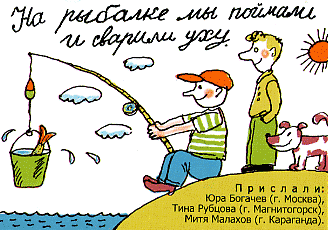 На рыбалке мы поймали
и сварили уху.
Прислали:
Юра Богачев (г. Москва),
Тина Рубцова (г. Магнитогорск),
Митя Малахов (г. Караганда).